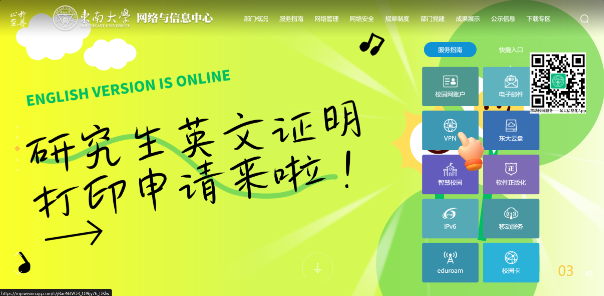 东南大学 网络与信息中心
部门概况 服务指南 网络管理 网络安全 规章制度 部门党建 成果展示 公示信息 下载专区
服务指南 快捷入口
ENGLISH VERSION IS ONLINE
研究生英文证明
打印申请来啦！
校园网账户 电子邮件
VPN 东大云盘
智慧校园 软件正版化
IPv6 移动服务
eduroam 校园卡
03